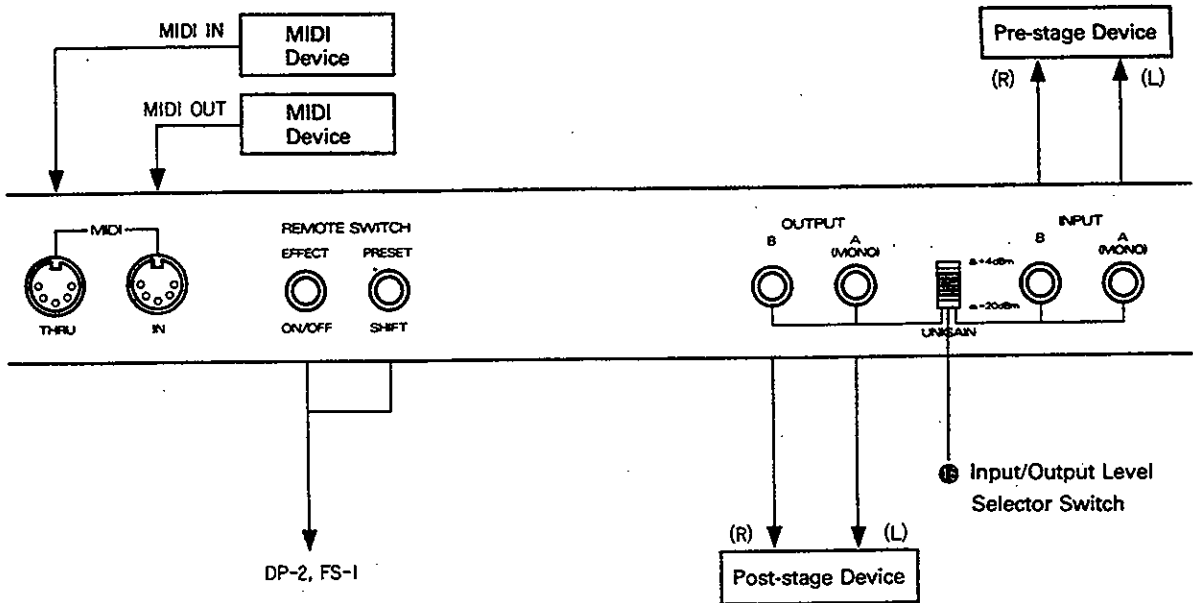 MIDI IN
MIDI
Device
MIDI OUT
MIDI
Device
Pre-stage Device
(R)
(L)
MIDI
THRU
IN
REMOTE SWITCH
EFFECT
PRESET
ON/OFF
SHIFT
OUTPUT
B
A
(MONO)
+4dBm
-20dBm
UNIGAIN
INPUT
B
A
(MONO)
Input/Output Level
Selector Switch
DP-2, FS-1
(R)
(L)
Post-stage Device